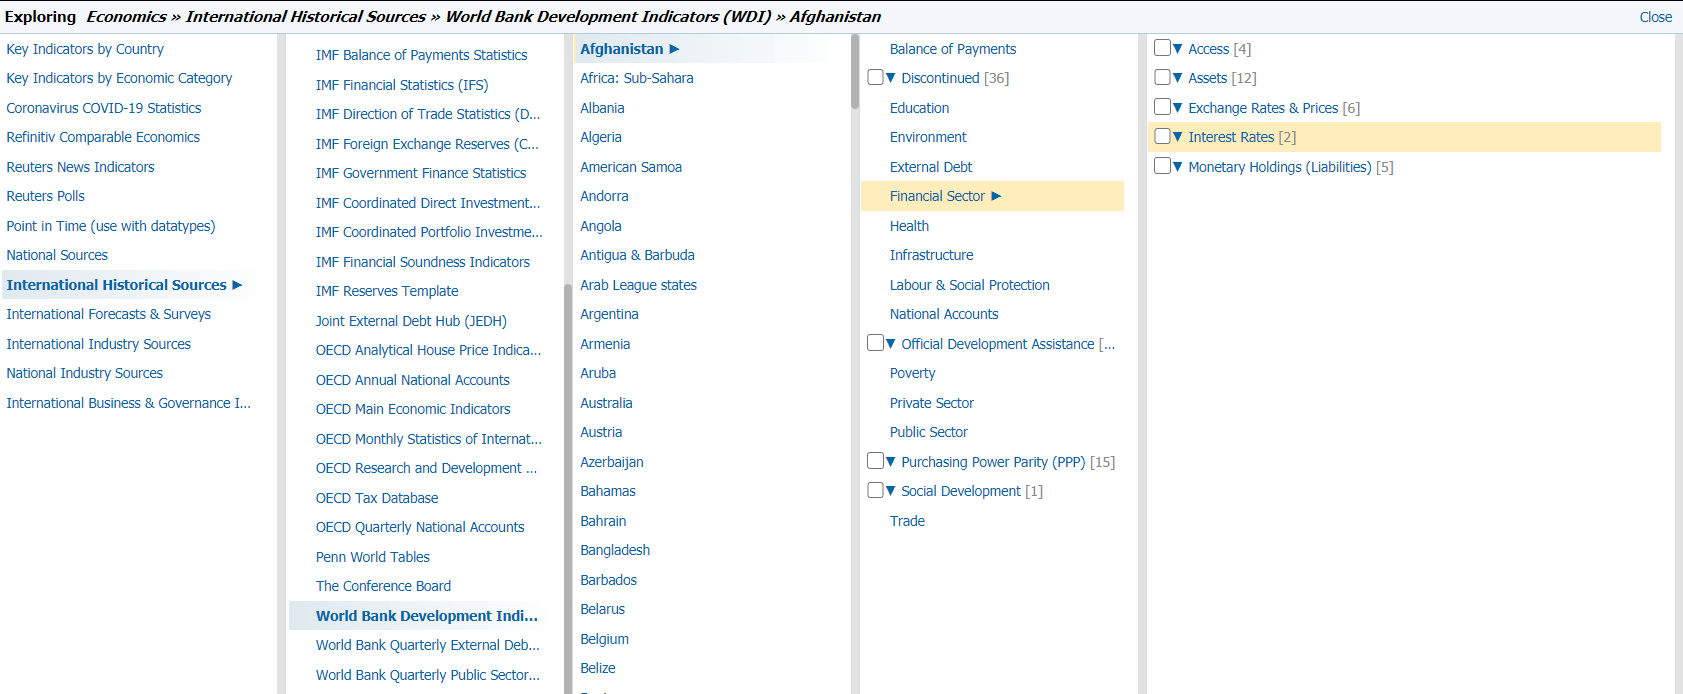 Exploring Economics » International Historical Sources » World Bank Development Indicators (WDI) » Afghanistan
Close
Key Indicators by Country
Key Indicators by Economic Category
Coronavirus COVID-19 Statistics
Refinitiv Comparable Economics
Reuters News Indicators
Reuters Polls
Point in Time (use with datatypes)
National Sources
International Historical Sources ►
International Forecasts & Surveys
International Industry Sources
National Industry Sources
International Business & Governance I...
IMF Balance of Payments Statistics
IMF Financial Statistics (IFS)
IMF Direction of Trade Statistics (D...
IMF Foreign Exchange Reserves (C...
IMF Government Finance Statistics
IMF Coordinated Direct Investment...
IMF Coordinated Portfolio Investme...
IMF Financial Soundness Indicators
IMF Reserves Template
Joint External Debt Hub (JEDH)
OECD Analytical House Price Indica...
OECD Annual National Accounts
OECD Main Economic Indicators
OECD Monthly Statistics of Internat...
OECD Research and Development ...
OECD Tax Database
OECD Quarterly National Accounts
Penn World Tables
The Conference Board
World Bank Development Indi...
World Bank Quarterly External Deb...
World Bank Quarterly Public Sector...
Afghanistan ►
Africa: Sub-Sahara
Albania
Algeria
American Samoa
Andorra
Angola
Antigua & Barbuda
Arab League states
Argentina
Armenia
Aruba
Australia
Austria
Azerbaijan
Bahamas
Bahrain
Bangladesh
Barbados
Belarus
Belgium
Belize
Balance of Payments
▼ Discontinued [36]
Education
Environment
External Debt
Financial Sector ►
Health
Infrastructure
Labour & Social Protection
National Accounts
▼ Official Development Assistance [...
Poverty
Private Sector
Public Sector
▼ Purchasing Power Parity (PPP) [15]
▼ Social Development [1]
Trade
▼ Access [4]
▼ Assets [12]
▼ Exchange Rates & Prices [6]
▼ Interest Rates [2]
▼ Monetary Holdings (Liabilities) [5]